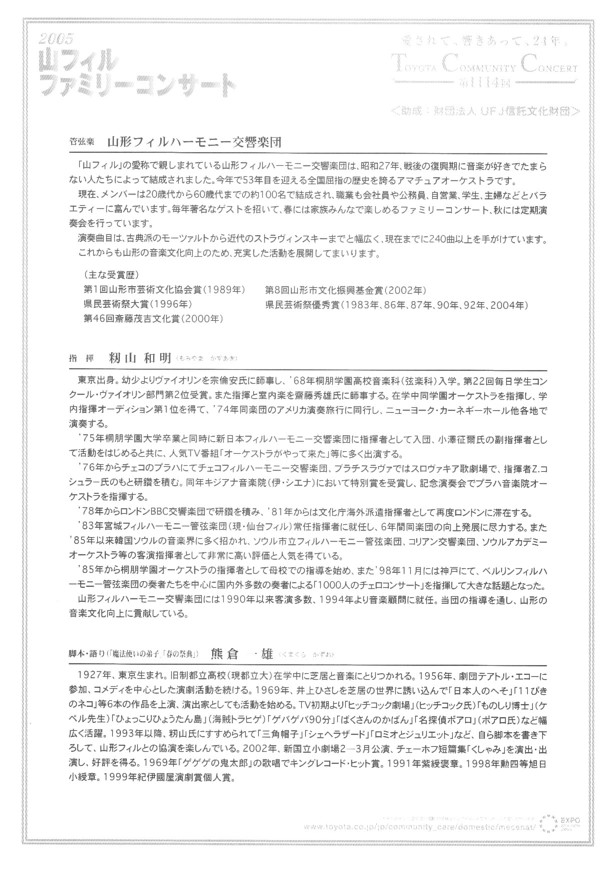 2005
山フィル
ファミリーコンサート
愛されて、響きあって、24年。
TOYOTA COMMUNITY CONCERT
第1114回
＜助成：財団法人 UFJ信託文化財団＞
管弦楽 山形フィルハーモニー交響楽団
「山フィル」の愛称で親しまれている山形フィルハーモニー交響楽団は、昭和27年、戦後の復興期に音楽が好きでたまら
ない人たちによって結成されました。今年で53年目を迎える全国屈指の歴史を誇るアマチュアオーケストラです。
現在、メンバーは20歳代から60歳代までの約100名で結成され、職業も会社員や公務員、自営業、学生、主婦などとバラ
エティーに富んでいます。毎年著名なゲストを招いて、春には家族みんなで楽しめるファミリーコンサート、秋には定期演
奏会を行っています。
演奏曲目は、古典派のモーツァルトから近代のストラヴィンスキーまでと幅広く、現在までに240曲以上を手がけています。
これからも山形の音楽文化向上のため、充実した活動を展開してまいります。
（主な受賞歴）
第1回山形市芸術文化協会賞（1989年） 第8回山形市文化振興基金賞（2002年）
県民芸術祭大賞（1996年） 県民芸術祭優秀賞（1983年、86年、87年、90年、92年、2004年）
第46回斎藤茂吉文化賞（2000年）
指 揮 籾山 和明（もみやま かずあき）
東京出身。幼少よりヴァイオリンを宗倫安氏に師事し、'68年桐朋学園高校音楽科（弦楽科）入学。第22回毎日学生コン
クール・ヴァイオリン部門第2位受賞。また指揮と室内楽を齋藤秀雄氏に師事する。在学中同学園オーケストラを指揮し、学
内指揮オーディション第1位を得て、'74年同楽団のアメリカ演奏旅行に同行し、ニューヨーク・カーネギーホール他各地で
演奏する。
'75年桐朋学園大学卒業と同時に新日本フィルハーモニー交響楽団に指揮者として入団、小澤征爾氏の副指揮者とし
て活動をはじめると共に、人気TV番組「オーケストラがやって来た」等に多く出演する。
'76年からチェコのプラハにてチェコフィルハーモニー交響楽団、ブラチスラヴァではスロヴァキア歌劇場で、指揮者Z.コ
シュラー氏のもと研鑽を積む。同年キジアナ音楽院（伊・シエナ）において特別賞を受賞し、記念演奏会でプラハ音楽院オー
ケストラを指揮する。
'78年からロンドンBBC交響楽団で研鑽を積み、'81年からは文化庁海外派遣指揮者として再度ロンドンに滞在する。
'83年宮城フィルハーモニー管弦楽団（現・仙台フィル）常任指揮者に就任し、6年間同楽団の向上発展に尽力する。また
'85年以来韓国ソウルの音楽界に多く招かれ、ソウル市立フィルハーモニー管弦楽団、コリアン交響楽団、ソウルアカデミー
オーケストラ等の客演指揮者として非常に高い評価と人気を得ている。
'85年から桐朋学園オーケストラの指揮者として母校での指導を始め、また'98年11月には神戸にて、ベルリンフィルハ
ーモニー管弦楽団の奏者たちを中心に国内外多数の奏者による「1000人のチェロコンサート」を指揮して大きな話題となった。
山形フィルハーモニー交響楽団には1990年以来客演多数、1994年より音楽顧問に就任。当団の指導を通し、山形の
音楽文化向上に貢献している。
脚本・語り（「魔法使いの弟子」「春の祭典」） 熊倉 一雄（くまくら かずお）
1927年、東京生まれ。旧制都立高校（現都立大）在学中に芝居と音楽にとりつかれる。1956年、劇団テアトル・エコーに
参加、コメディを中心とした演劇活動を続ける。1969年、井上ひさしを芝居の世界に誘い込んで「日本人のへそ」「11ぴき
のネコ」等6本の作品を上演、演出家としても活動を始める。TV初期より「ヒッチコック劇場」（ヒッチコック氏）「ものしり博士」（ケ
ペル先生）「ひょっこりひょうたん島」（海賊トラヒゲ）「ゲバゲバ90分」「ばくさんのかばん」「名探偵ポアロ」（ポアロ氏）など幅
広く活躍。1993年以降、籾山氏にすすめられて「三角帽子」「シェヘラザード」「ロミオとジュリエット」など、自ら脚本を書き下
ろして、山形フィルとの協演を楽しんでいる。2002年、新国立小劇場2―3月公演、チェーホフ短篇集「くしゃみ」を演出・出
演し、好評を得る。1969年「ゲゲゲの鬼太郎」の歌唱でキングレコード・ヒット賞。1991年紫綬褒章。1998年勲四等旭日
小綬章。1999年紀伊國屋演劇賞個人賞。
www.toyota.co.jp/jp/community_care/domestic/mecenat/
EXPO